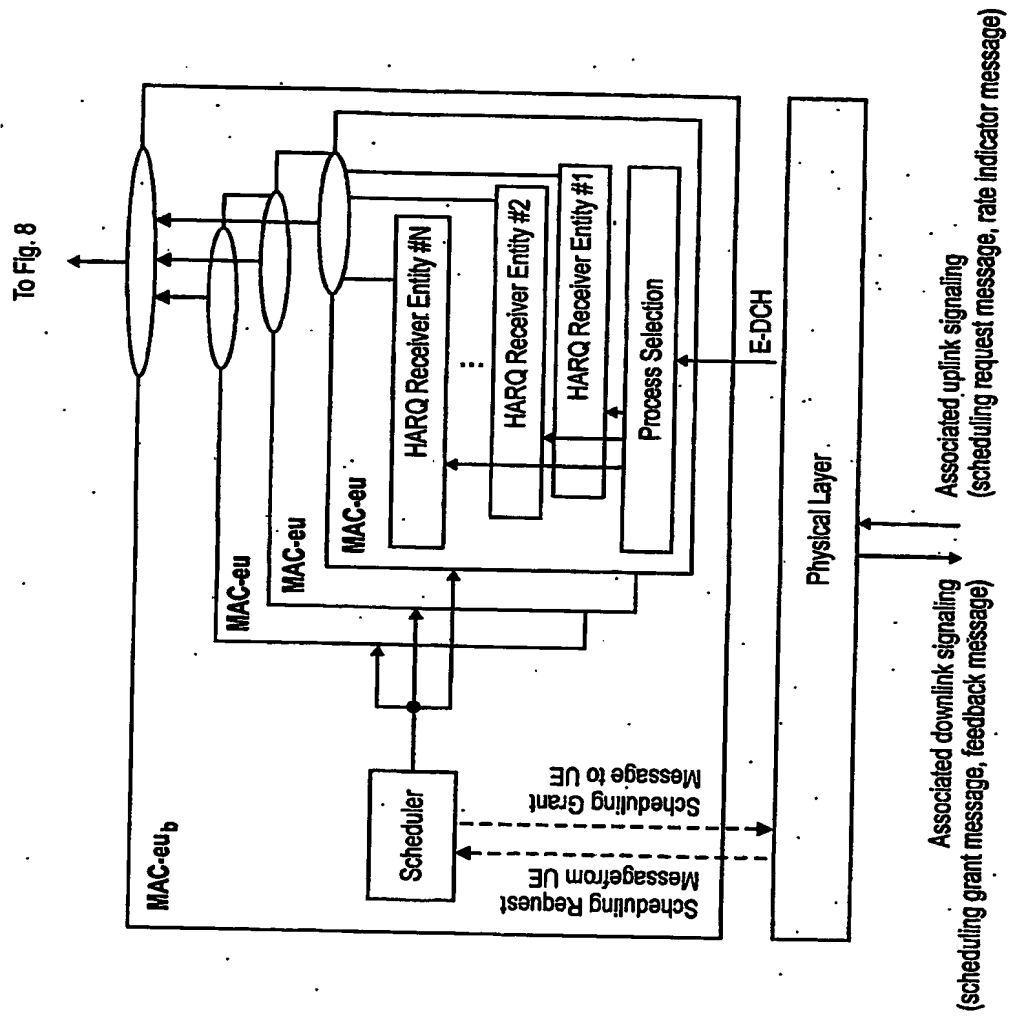 To Fig. 8
MAC-eu_b
MAC-eu
MAC-eu
MAC-eu
HARQ Receiver Entity #N
...
HARQ Receiver Entity #2
HARQ Receiver Entity #1
Process Selection
Scheduler
Scheduling Request
Messagefrom UE
Scheduling Grant
Message to UE
E-DCH
Physical Layer
Associated downlink signaling
(scheduling grant message, feedback message)
Associated uplink signaling
(scheduling request message, rate indicator message)